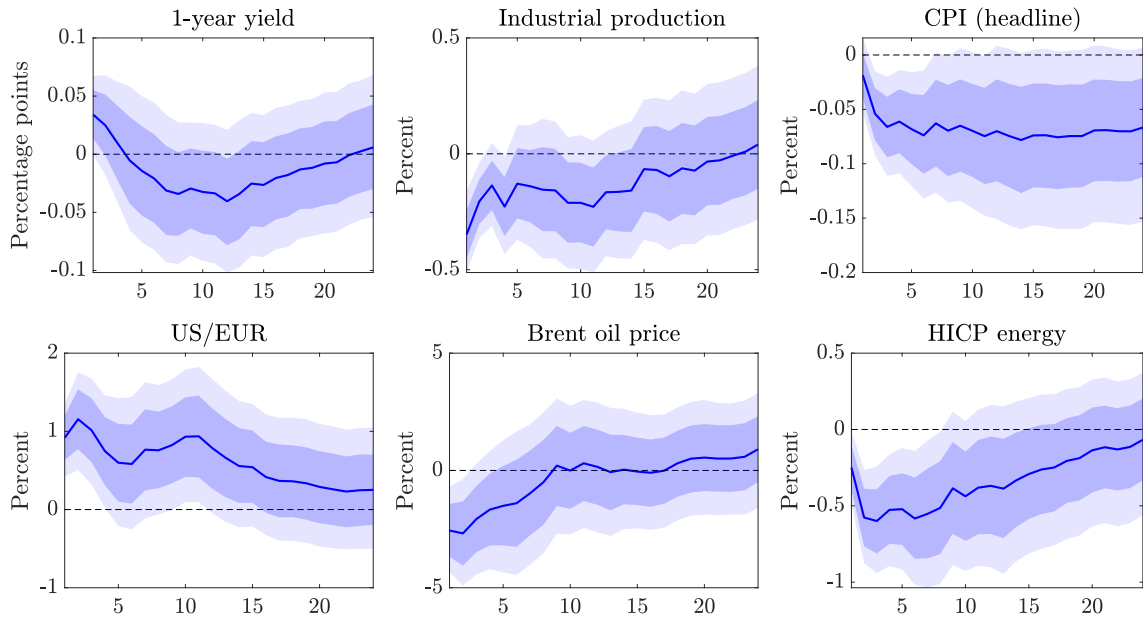 1-year yield
Industrial production
CPI (headline)
0.1
0.05
0
-0.05
-0.1
Percentage points
5 10 15 20
0.5
0
-0.5
Percent
5 10 15 20
0
-0.05
-0.1
-0.15
-0.2
Percent
5 10 15 20
US/EUR
Brent oil price
HICP energy
2
1
0
-1
Percent
5 10 15 20
5
0
-5
Percent
5 10 15 20
0.5
0
-0.5
-1
Percent
5 10 15 20